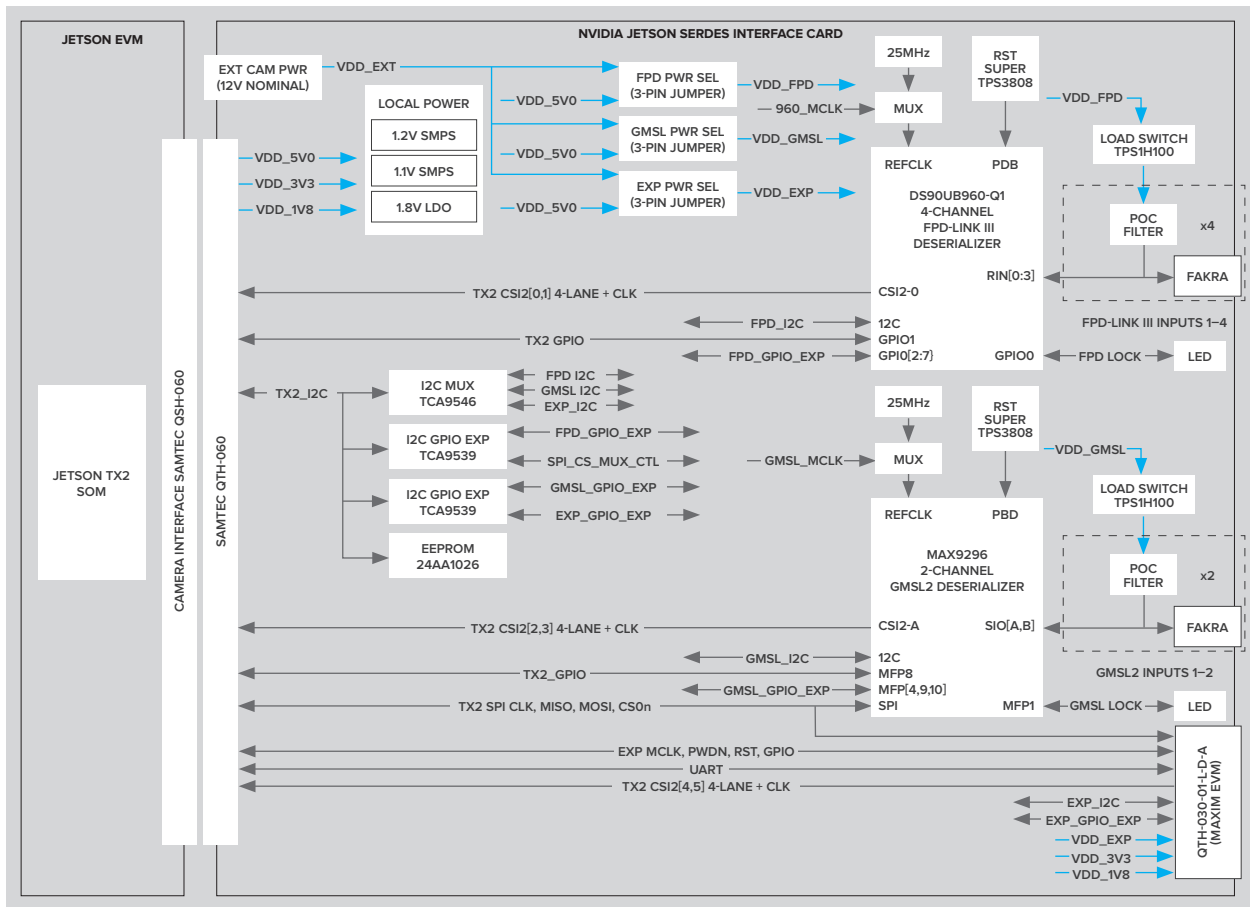 JETSON EVM
NVIDIA JETSON SERDES INTERFACE CARD
EXT CAM PWR
(12V NOMINAL)
VDD_EXT
LOCAL POWER
1.2V SMPS
1.1V SMPS
1.8V LDO
VDD_5V0
VDD_3V3
VDD_1V8
VDD_5V0
FPD PWR SEL
(3-PIN JUMPER)
VDD_FPD
VDD_5V0
GMSL PWR SEL
(3-PIN JUMPER)
VDD_GMSL
VDD_5V0
EXP PWR SEL
(3-PIN JUMPER)
VDD_EXP
25MHz
960_MCLK
MUX
RST
SUPER
TPS3808
VDD_FPD
LOAD SWITCH
TPS1H100
POC
FILTER
x4
FAKRA
FPD-LINK III INPUTS 1–4
REFCLK
PDB
DS90UB960-Q1
4-CHANNEL
FPD-LINK III
DESERIALIZER
RIN[0:3]
CSI2-0
12C
GPIO1
GPI0[2:7}
GPIO0
FPD LOCK
LED
TX2 CSI2[0,1] 4-LANE + CLK
FPD_I2C
TX2 GPIO
FPD_GPIO_EXP
TX2_I2C
I2C MUX
TCA9546
FPD I2C
GMSL I2C
EXP_I2C
I2C GPIO EXP
TCA9539
FPD_GPIO_EXP
SPI_CS_MUX_CTL
I2C GPIO EXP
TCA9539
GMSL_GPIO_EXP
EXP_GPIO_EXP
EEPROM
24AA1026
JETSON TX2
SOM
CAMERA INTERFACE SAMTEC QSH-060
SAMTEC QTH-060
25MHz
GMSL_MCLK
MUX
RST
SUPER
TPS3808
VDD_GMSL
LOAD SWITCH
TPS1H100
POC
FILTER
x2
FAKRA
GMSL2 INPUTS 1–2
REFCLK
PBD
MAX9296
2-CHANNEL
GMSL2 DESERIALIZER
CSI2-A
SIO[A,B]
12C
MFP8
MFP[4,9,10]
SPI
MFP1
GMSL LOCK
LED
TX2 CSI2[2,3] 4-LANE + CLK
GMSL_I2C
TX2_GPIO
GMSL_GPIO_EXP
TX2 SPI CLK, MISO, MOSI, CS0n
EXP MCLK, PWDN, RST, GPIO
UART
TX2 CSI2[4,5] 4-LANE + CLK
EXP_I2C
EXP_GPIO_EXP
VDD_EXP
VDD_3V3
VDD_1V8
QTH-030-01-L-D-A
(MAXIM EVM)